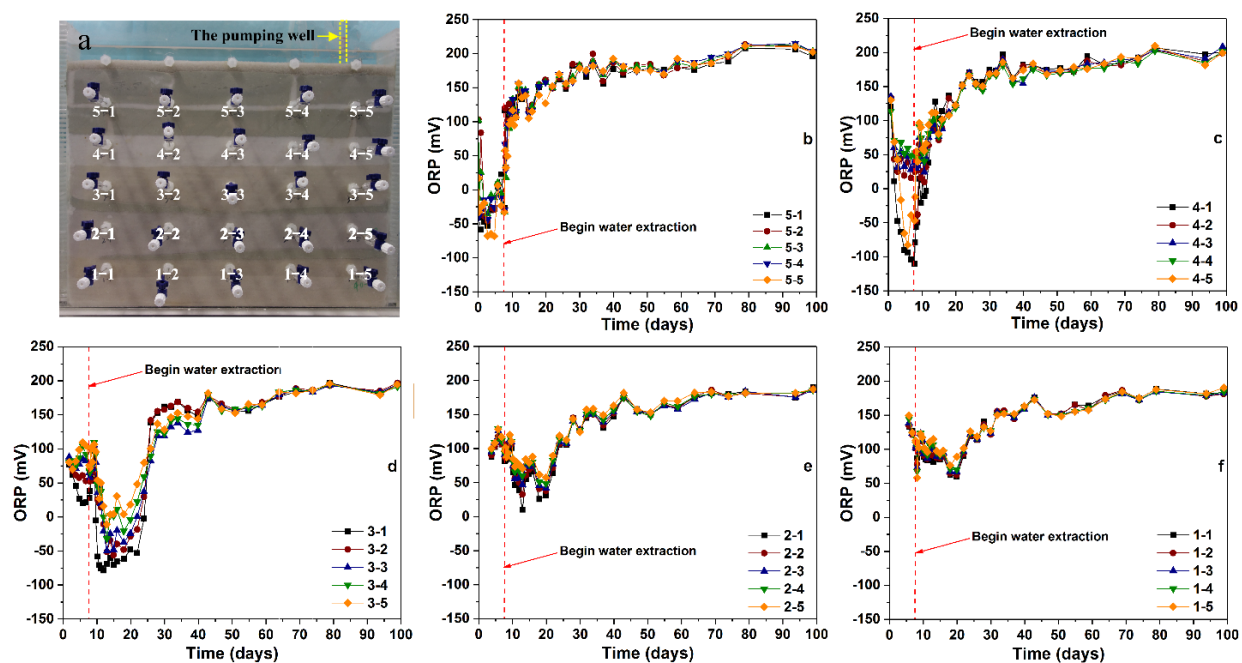 a
The pumping well
5-1 5-2 5-3 5-4 5-5
4-1 4-2 4-3 4-4 4-5
3-1 3-2 3-3 3-4 3-5
2-1 2-2 2-3 2-4 2-5
1-1 1-2 1-3 1-4 1-5
250
200
150
100
50
0
-50
-100
-150
ORP (mV)
b
Begin water extraction
5-1
5-2
5-3
5-4
5-5
0 10 20 30 40 50 60 70 80 90 100
Time (days)
250
200
150
100
50
0
-50
-100
-150
ORP (mV)
Begin water extraction
c
4-1
4-2
4-3
4-4
4-5
0 10 20 30 40 50 60 70 80 90 100
Time (days)
250
200
150
100
50
0
-50
-100
-150
ORP (mV)
Begin water extraction
d
3-1
3-2
3-3
3-4
3-5
0 10 20 30 40 50 60 70 80 90 100
Time (days)
250
200
150
100
50
0
-50
-100
-150
ORP (mV)
e
Begin water extraction
2-1
2-2
2-3
2-4
2-5
0 10 20 30 40 50 60 70 80 90 100
Time (days)
250
200
150
100
50
0
-50
-100
-150
ORP (mV)
f
Begin water extraction
1-1
1-2
1-3
1-4
1-5
0 10 20 30 40 50 60 70 80 90 100
Time (days)